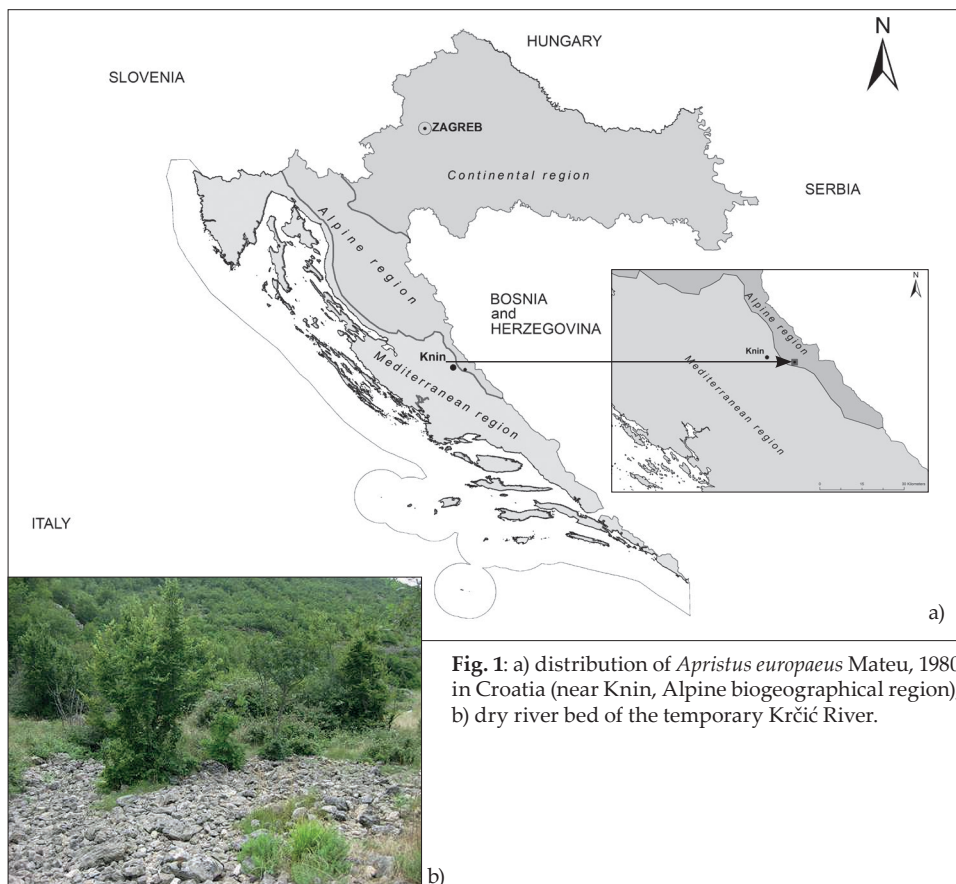 HUNGARY
N
SLOVENIA
ZAGREB
Continental region
SERBIA
Alpine region
BOSNIA
and
HERZEGOVINA
Knin
Mediterranean region
ITALY
N
Alpine region
Knin
Mediterranean region
a)
Fig. 1: a) distribution of Apristus europaeus Mateu, 1980
in Croatia (near Knin, Alpine biogeographical region)
b) dry river bed of the temporary Krčić River.
b)